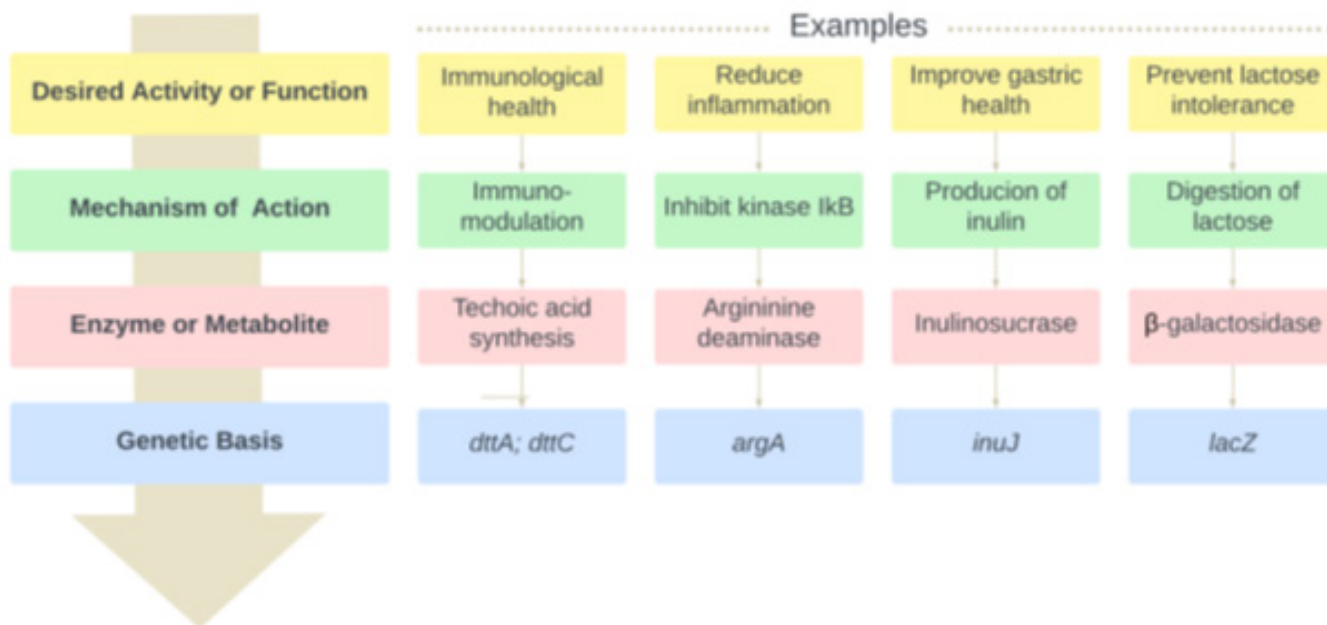 Examples
Desired Activity or Function
Immunological
health
Reduce
inflammation
Improve gastric
health
Prevent lactose
intolerance
Mechanism of Action
Immuno-
modulation
Inhibit kinase IkB
Producion of
inulin
Digestion of
lactose
Enzyme or Metabolite
Techoic acid
synthesis
Argininine
deaminase
Inulinosucrase
β-galactosidase
Genetic Basis
dttA; dttC
argA
inuJ
lacZ